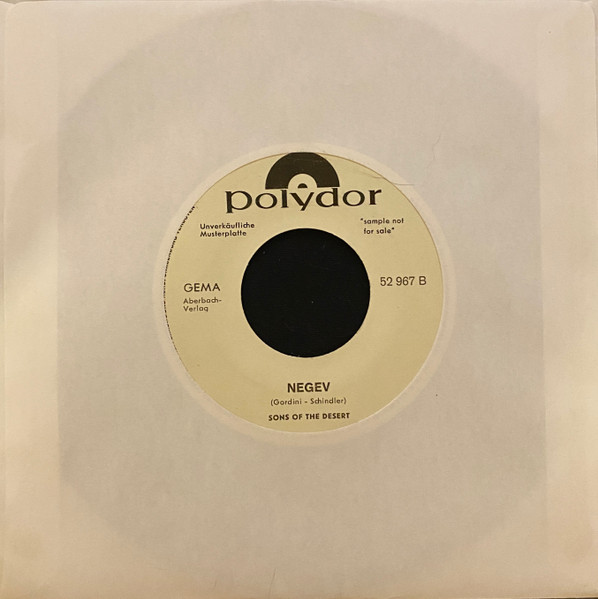 polydor
Unverkäufliche
Musterplatte
"sample not
for sale"
GEMA
Aberbach-
Verlag
52 967 B
NEGEV
(Gordini - Schindler)
SONS OF THE DESERT